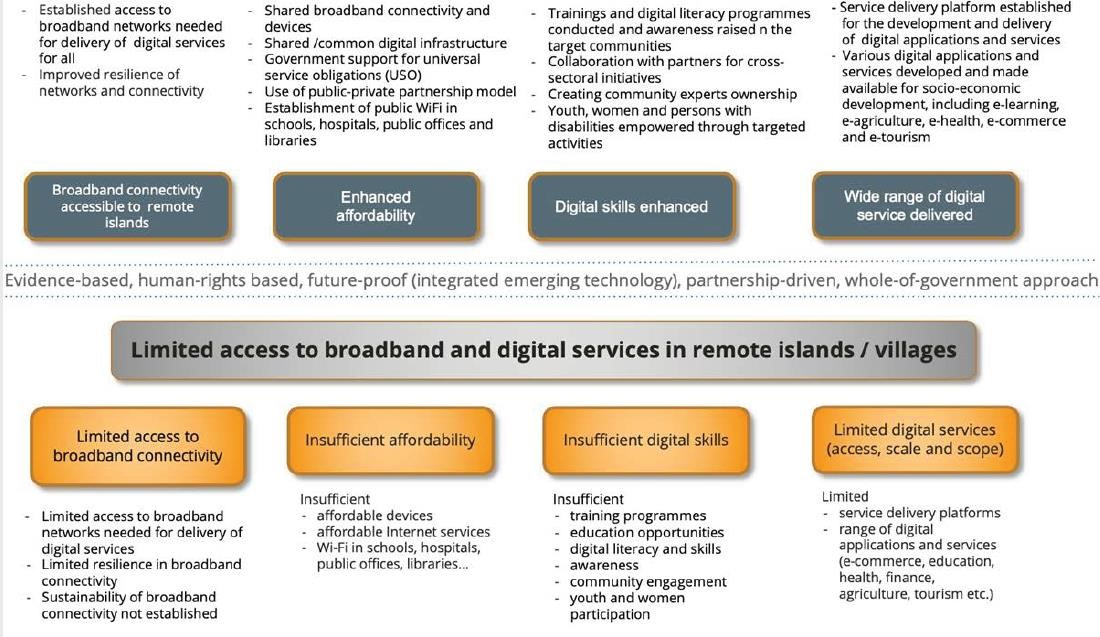 - Established access to
broadband networks needed
for delivery of digital services
for all
- Improved resilience of
networks and connectivity
- Shared broadband connectivity and
devices
- Shared /common digital infrastructure
- Government support for universal
service obligations (USO)
- Use of public-private partnership model
- Establishment of public WiFi in
schools, hospitals, public offices and
libraries
- Trainings and digital literacy programmes
conducted and awareness raised n the
target communities
- Collaboration with partners for cross-
sectoral initiatives
- Creating community experts ownership
- Youth, women and persons with
disabilities empowered through targeted
activities
- Service delivery platform established
for the development and delivery
of digital applications and services
- Various digital applications and
services developed and made
available for socio-economic
development, including e-learning,
e-agriculture, e-health, e-commerce
and e-tourism
Broadband connectivity
accessible to remote
islands
Enhanced
affordability
Digital skills enhanced
Wide range of digital
service delivered
Evidence-based, human-rights based, future-proof (integrated emerging technology), partnership-driven, whole-of-government approach
Limited access to broadband and digital services in remote islands / villages
Limited access to
broadband connectivity
Insufficient affordability
Insufficient digital skills
Limited digital services
(access, scale and scope)
- Limited access to broadband
networks needed for delivery of
digital services
- Limited resilience in broadband
connectivity
- Sustainability of broadband
connectivity not established
Insufficient
- affordable devices
- affordable Internet services
- Wi-Fi in schools, hospitals,
public offices, libraries...
Insufficient
- training programmes
- education opportunities
- digital literacy and skills
- awareness
- community engagement
- youth and women
participation
Limited
- service delivery platforms
- range of digital
applications and services
(e-commerce, education,
health, finance,
agriculture, tourism etc.)